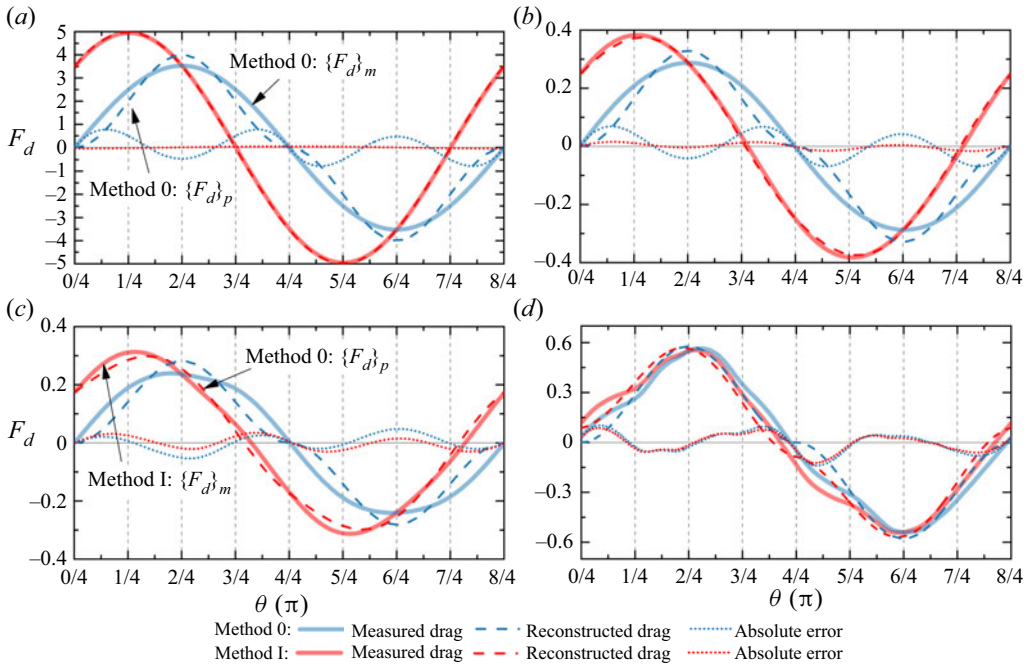 (a)
5
4
3
2
1
0
−1
−2
−3
−4
5
F_d
Method 0: {F_d}_m
Method 0: {F_d}_p
0/4 1/4 2/4 3/4 4/4 5/4 6/4 7/4 8/4
(b)
0.4
0.2
0
−0.2
−0.4
0/4 1/4 2/4 3/4 4/4 5/4 6/4 7/4 8/4
(c)
0.4
0.2
0
−0.2
−0.4
F_d
Method 0: {F_d}_p
Method I: {F_d}_m
0/4 1/4 2/4 3/4 4/4 5/4 6/4 7/4 8/4
θ (π)
(d)
0.6
0.3
0
−0.3
−0.6
0/4 1/4 2/4 3/4 4/4 5/4 6/4 7/4 8/4
θ (π)
Method 0: Measured drag Reconstructed drag Absolute error
Method I: Measured drag Reconstructed drag Absolute error